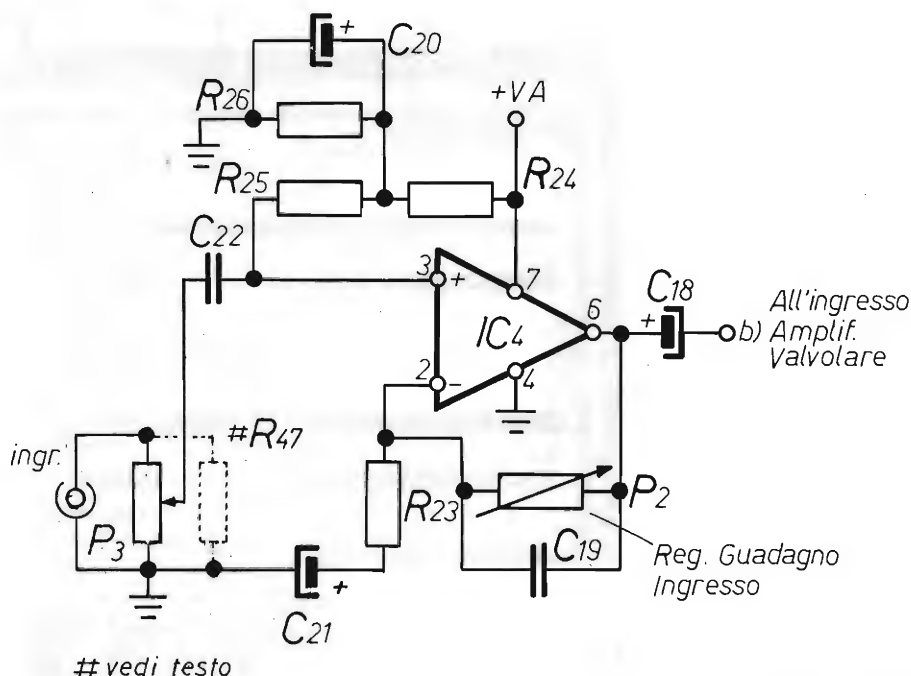 C20
+VA
R26
R24
R25
C22
3
+
7
6
C18
+
All'ingresso
b) Amplif.
Valvolare
IC4
2
-
4
#R47
ingr.
P3
R23
P2
C19
Reg. Guadagno
Ingresso
+
C21
+
# vedi testo